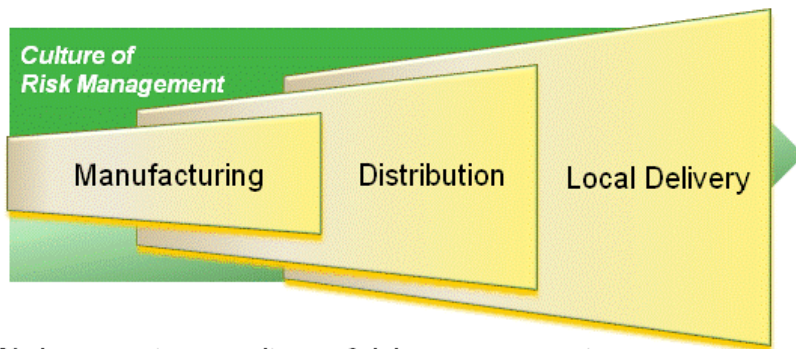 Culture of
Risk Management
Manufacturing
Distribution
Local Delivery